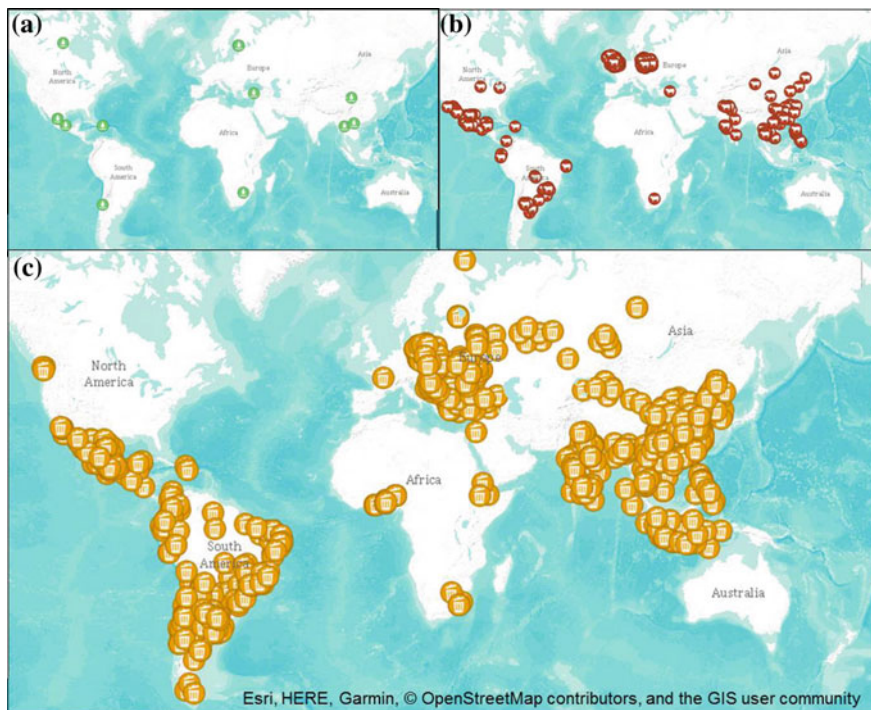 (a)
North
America
Europe
Asia
Africa
South
America
Australia
(b)
North
America
Europe
Asia
Africa
South
America
Australia
(c)
North
America
Europe
Asia
Africa
South
America
Australia
Esri, HERE, Garmin, © OpenStreetMap contributors, and the GIS user community